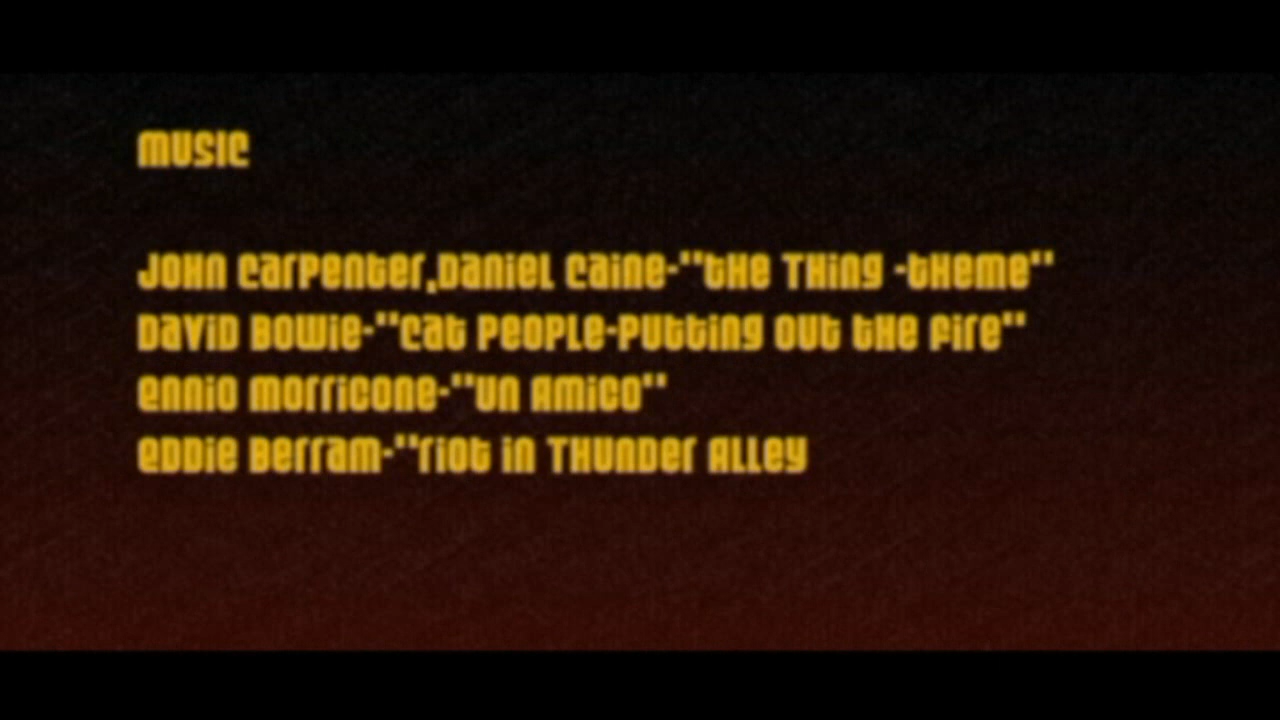 MUSIC
JOHN CARPENTER,DANIEL CAINE-"THE THING -THEME"
DAVID BOWIE-"CAT PEOPLE-PUTTING OUT THE FIRE"
ENNIO MORRICONE-"UN AMICO"
EDDIE BERRAM-"RIOT IN THUNDER ALLEY